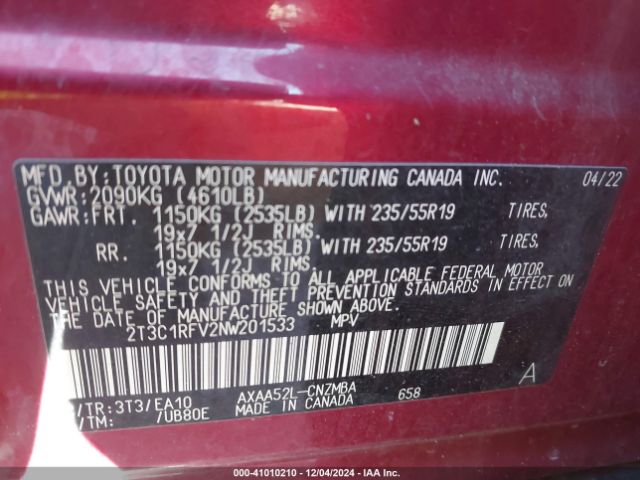 MFD.BY:TOYOTA MOTOR MANUFACTURING CANADA INC. 04/22
GVWR:2090KG (4610LB)
GAWR:FRT. 1150KG (2535LB) WITH 235/55R19 TIRES,
19x7 1/2J RIMS.
RR. 1150KG (2535LB) WITH 235/55R19 TIRES,
19x7 1/2J RIMS
THIS VEHICLE CONFORMS TO ALL APPLICABLE FEDERAL MOTOR
VEHICLE SAFETY AND THEFT PREVENTION STANDARDS IN EFFECT ON
THE DATE OF MANUFACTURE SHOWN ABOVE.
2T3C1RFV2NW201533 MPV
/TR:3T3/EA10 AXAA52L-CNZMBA 658 A
/TM: /UB80E MADE IN CANADA
000-41010210 - 12/04/2024 - IAA